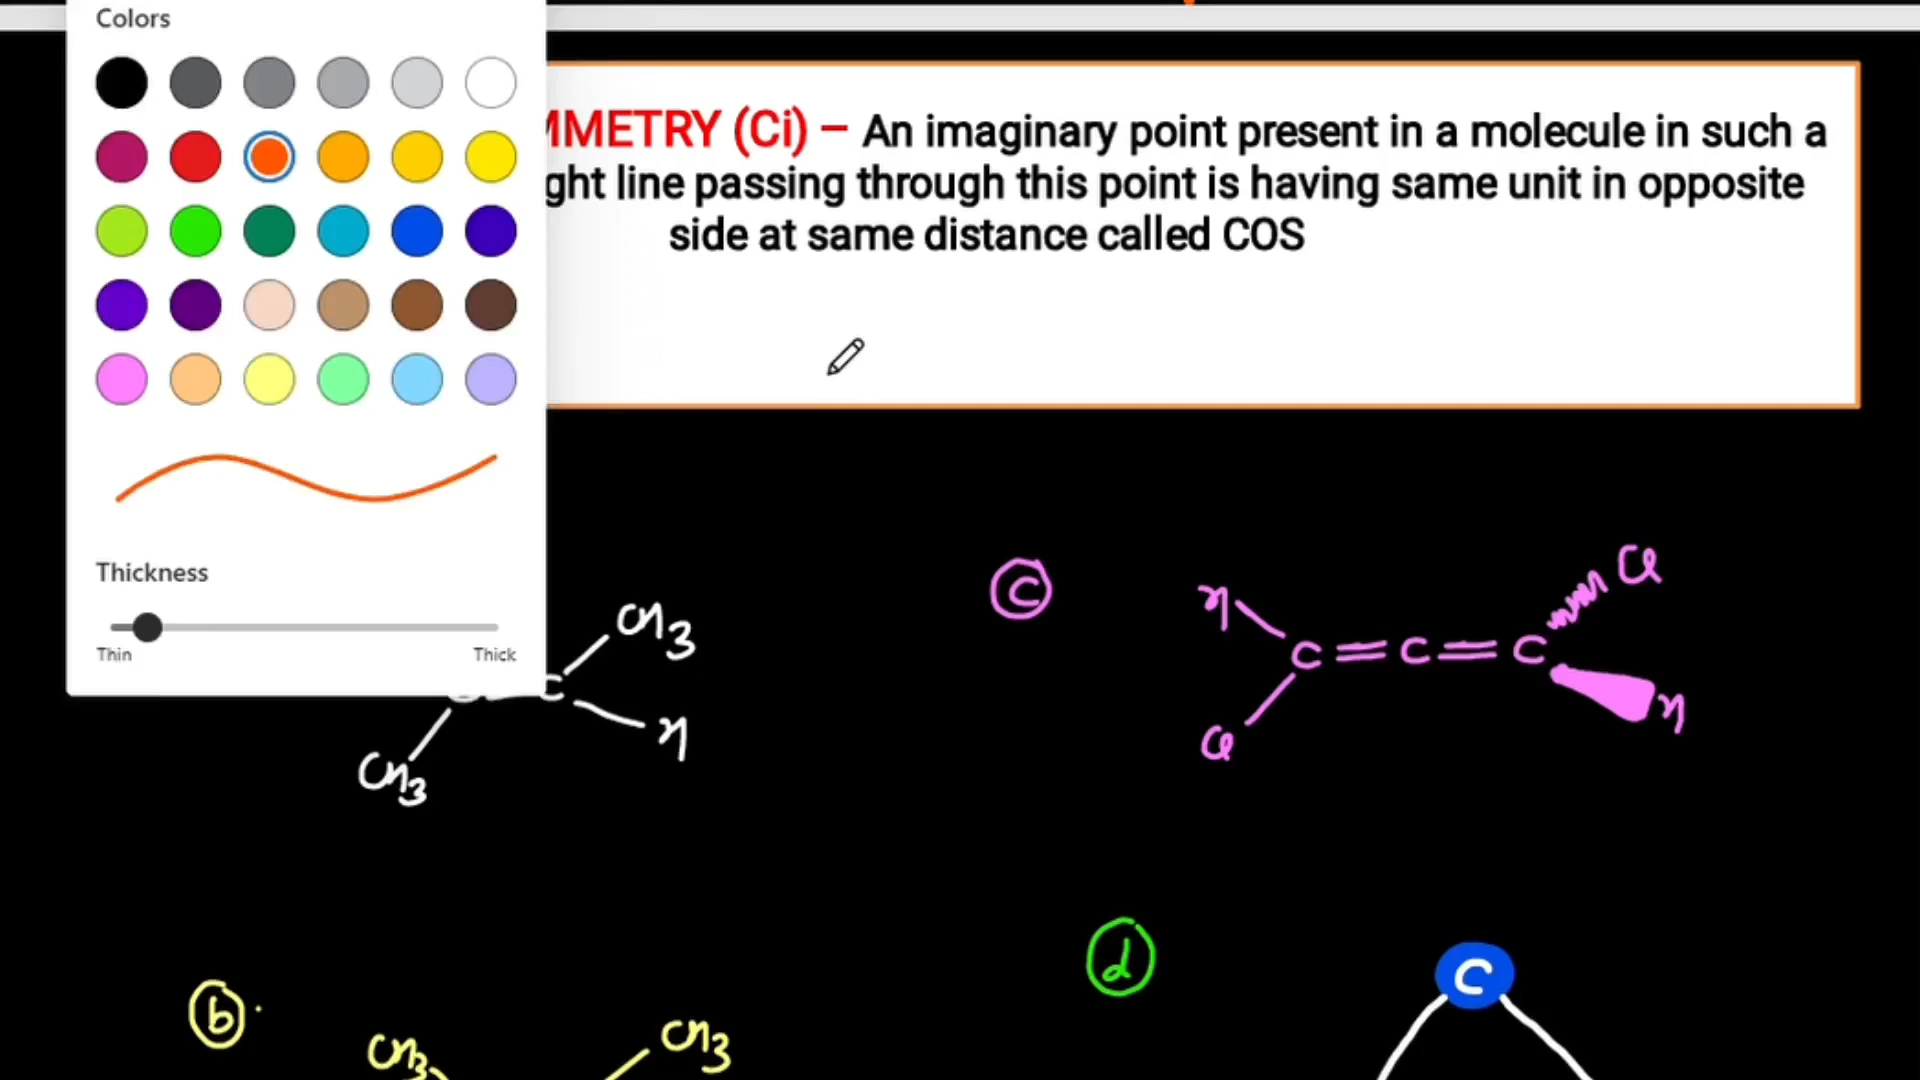 Colors
MMETRY (Ci) – An imaginary point present in a molecule in such a
ght line passing through this point is having same unit in opposite
side at same distance called COS
Thickness
Thin
Thick
CH3
C
H
CH3
C
H
Cl
C=C=C
Cl
H
d
C
b
CH3
CH3